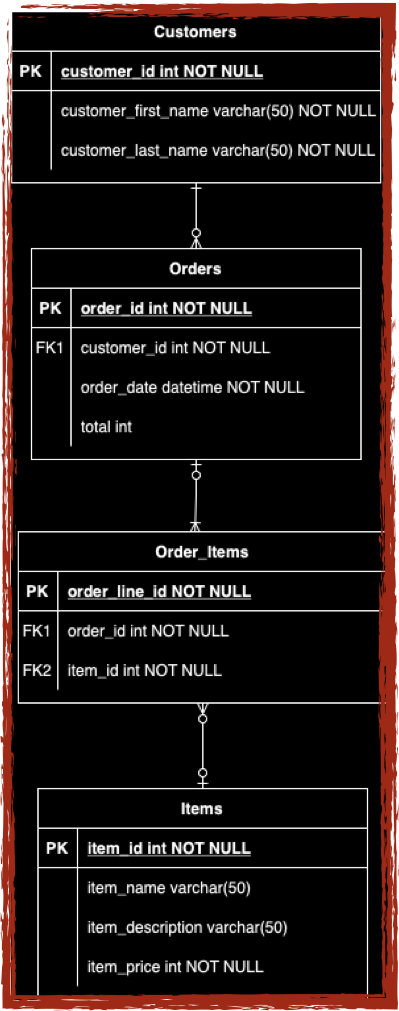 Customers
PK customer_id int NOT NULL
customer_first_name varchar(50) NOT NULL
customer_last_name varchar(50) NOT NULL
Orders
PK order_id int NOT NULL
FK1 customer_id int NOT NULL
order_date datetime NOT NULL
total int
Order_Items
PK order_line_id NOT NULL
FK1 order_id int NOT NULL
FK2 item_id int NOT NULL
Items
PK item_id int NOT NULL
item_name varchar(50)
item_description varchar(50)
item_price int NOT NULL